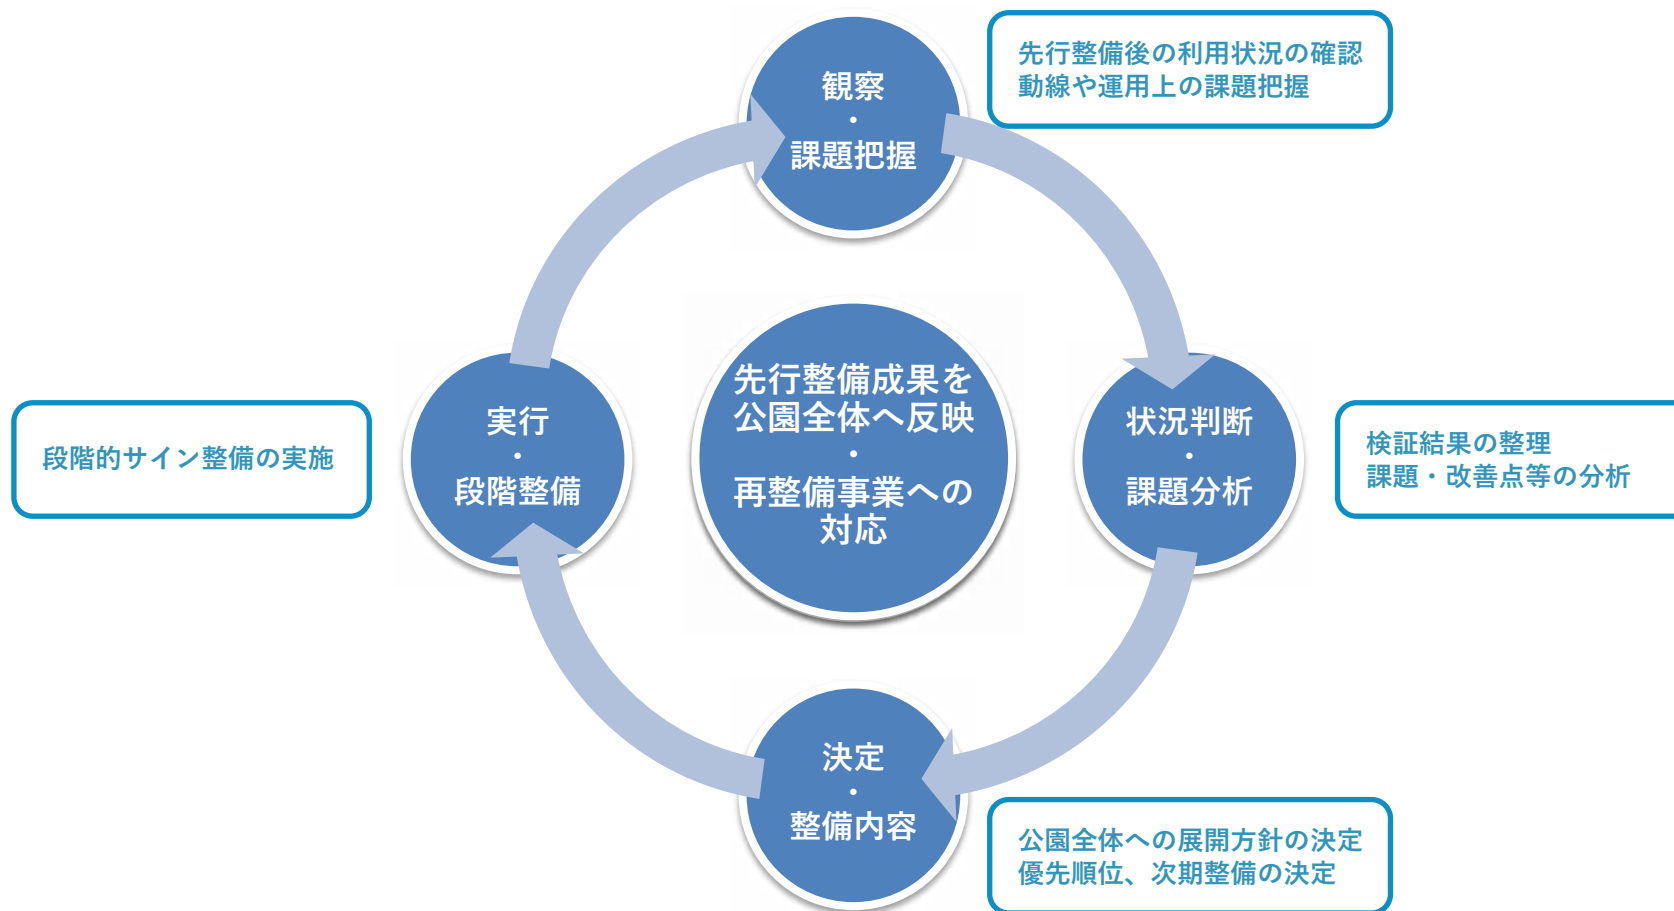 観察
・
課題把握
先行整備後の利用状況の確認
動線や運用上の課題把握
状況判断
・
課題分析
検証結果の整理
課題・改善点等の分析
決定
・
整備内容
公園全体への展開方針の決定
優先順位、次期整備の決定
実行
・
段階整備
段階的サイン整備の実施
先行整備成果を
公園全体へ反映
・
再整備事業への
対応